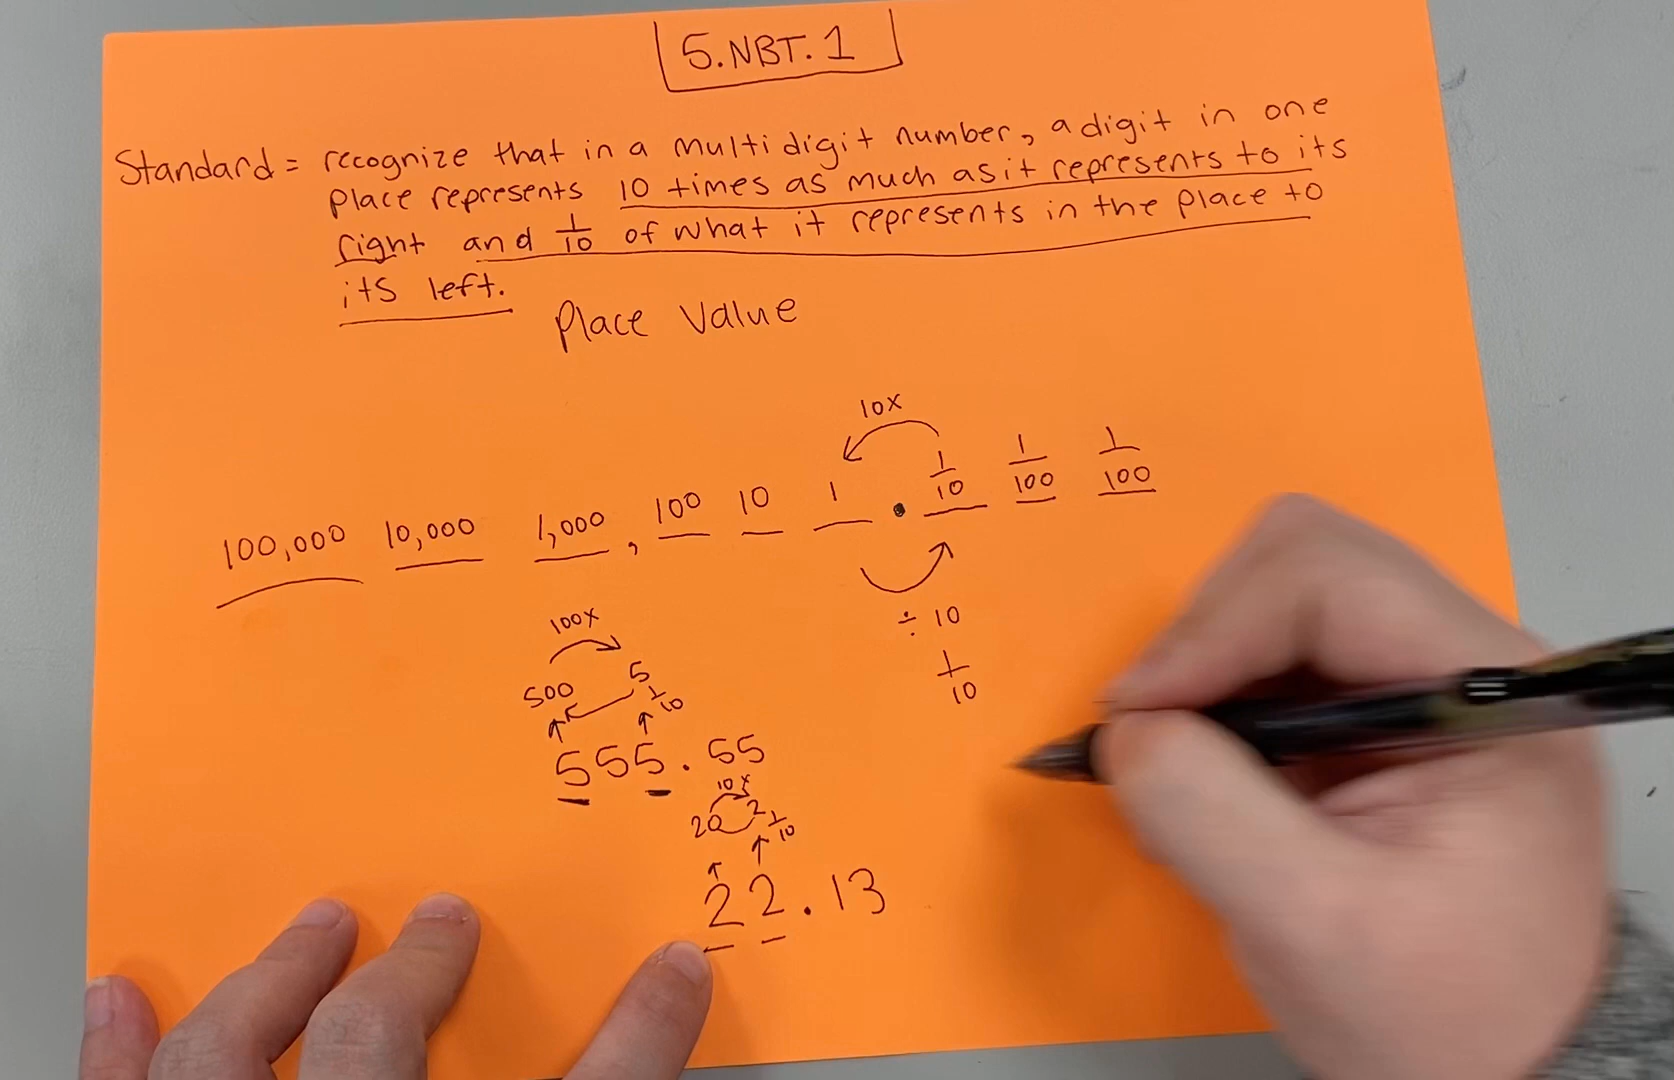 5.NBT.1
Standard = recognize that in a multi digit number, a digit in one
place represents 10 times as much as it represents to its
right and 1/10 of what it represents in the place to
its left.
Place Value
10x
100,000 10,000 1,000, 100 10 1 . 1/10 1/100 1/100
÷ 10
1/10
100x
500 5 1/10
555.55
10x
20 2 1/10
22.13